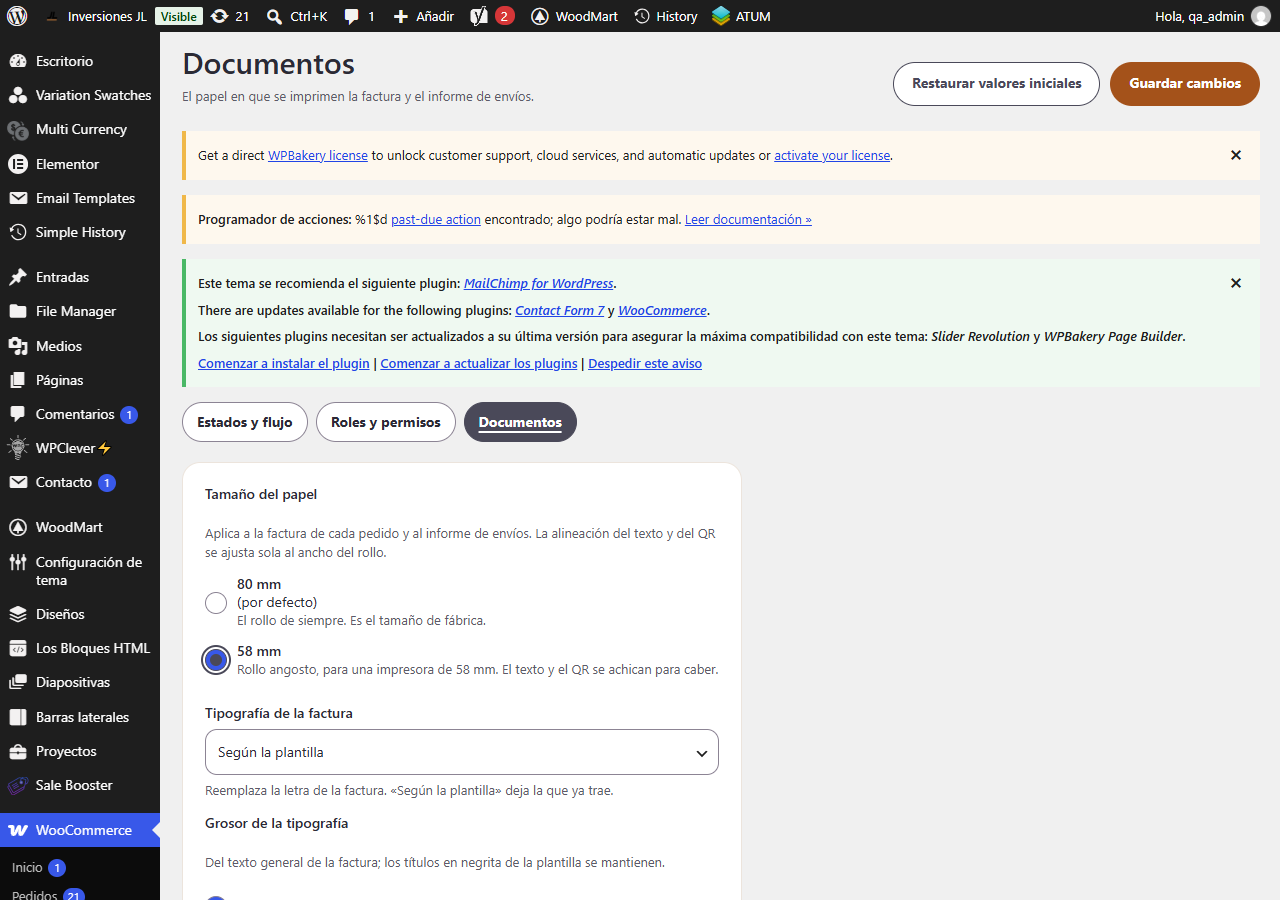 Inversiones JL Visible 21 Ctrl+K 1 Añadir 2 WoodMart History ATUM Hola, qa_admin
Escritorio
Variation Swatches
Multi Currency
Elementor
Email Templates
Simple History
Entradas
File Manager
Medios
Páginas
Comentarios 1
WPClever
Contacto 1
WoodMart
Configuración de
tema
Diseños
Los Bloques HTML
Diapositivas
Barras laterales
Proyectos
Sale Booster
WooCommerce
Inicio 1
Pedidos 21
Documentos
El papel en que se imprimen la factura y el informe de envíos.
Restaurar valores iniciales
Guardar cambios
Get a direct WPBakery license to unlock customer support, cloud services, and automatic updates or activate your license.
Programador de acciones: %1$d past-due action encontrado; algo podría estar mal. Leer documentación »
Este tema se recomienda el siguiente plugin: MailChimp for WordPress.
There are updates available for the following plugins: Contact Form 7 y WooCommerce.
Los siguientes plugins necesitan ser actualizados a su última versión para asegurar la máxima compatibilidad con este tema: Slider Revolution y WPBakery Page Builder.
Comenzar a instalar el plugin | Comenzar a actualizar los plugins | Despedir este aviso
Estados y flujo
Roles y permisos
Documentos
Tamaño del papel
Aplica a la factura de cada pedido y al informe de envíos. La alineación del texto y del QR
se ajusta sola al ancho del rollo.
80 mm
(por defecto)
El rollo de siempre. Es el tamaño de fábrica.
58 mm
Rollo angosto, para una impresora de 58 mm. El texto y el QR se achican para caber.
Tipografía de la factura
Según la plantilla
Reemplaza la letra de la factura. «Según la plantilla» deja la que ya trae.
Grosor de la tipografía
Del texto general de la factura; los títulos en negrita de la plantilla se mantienen.